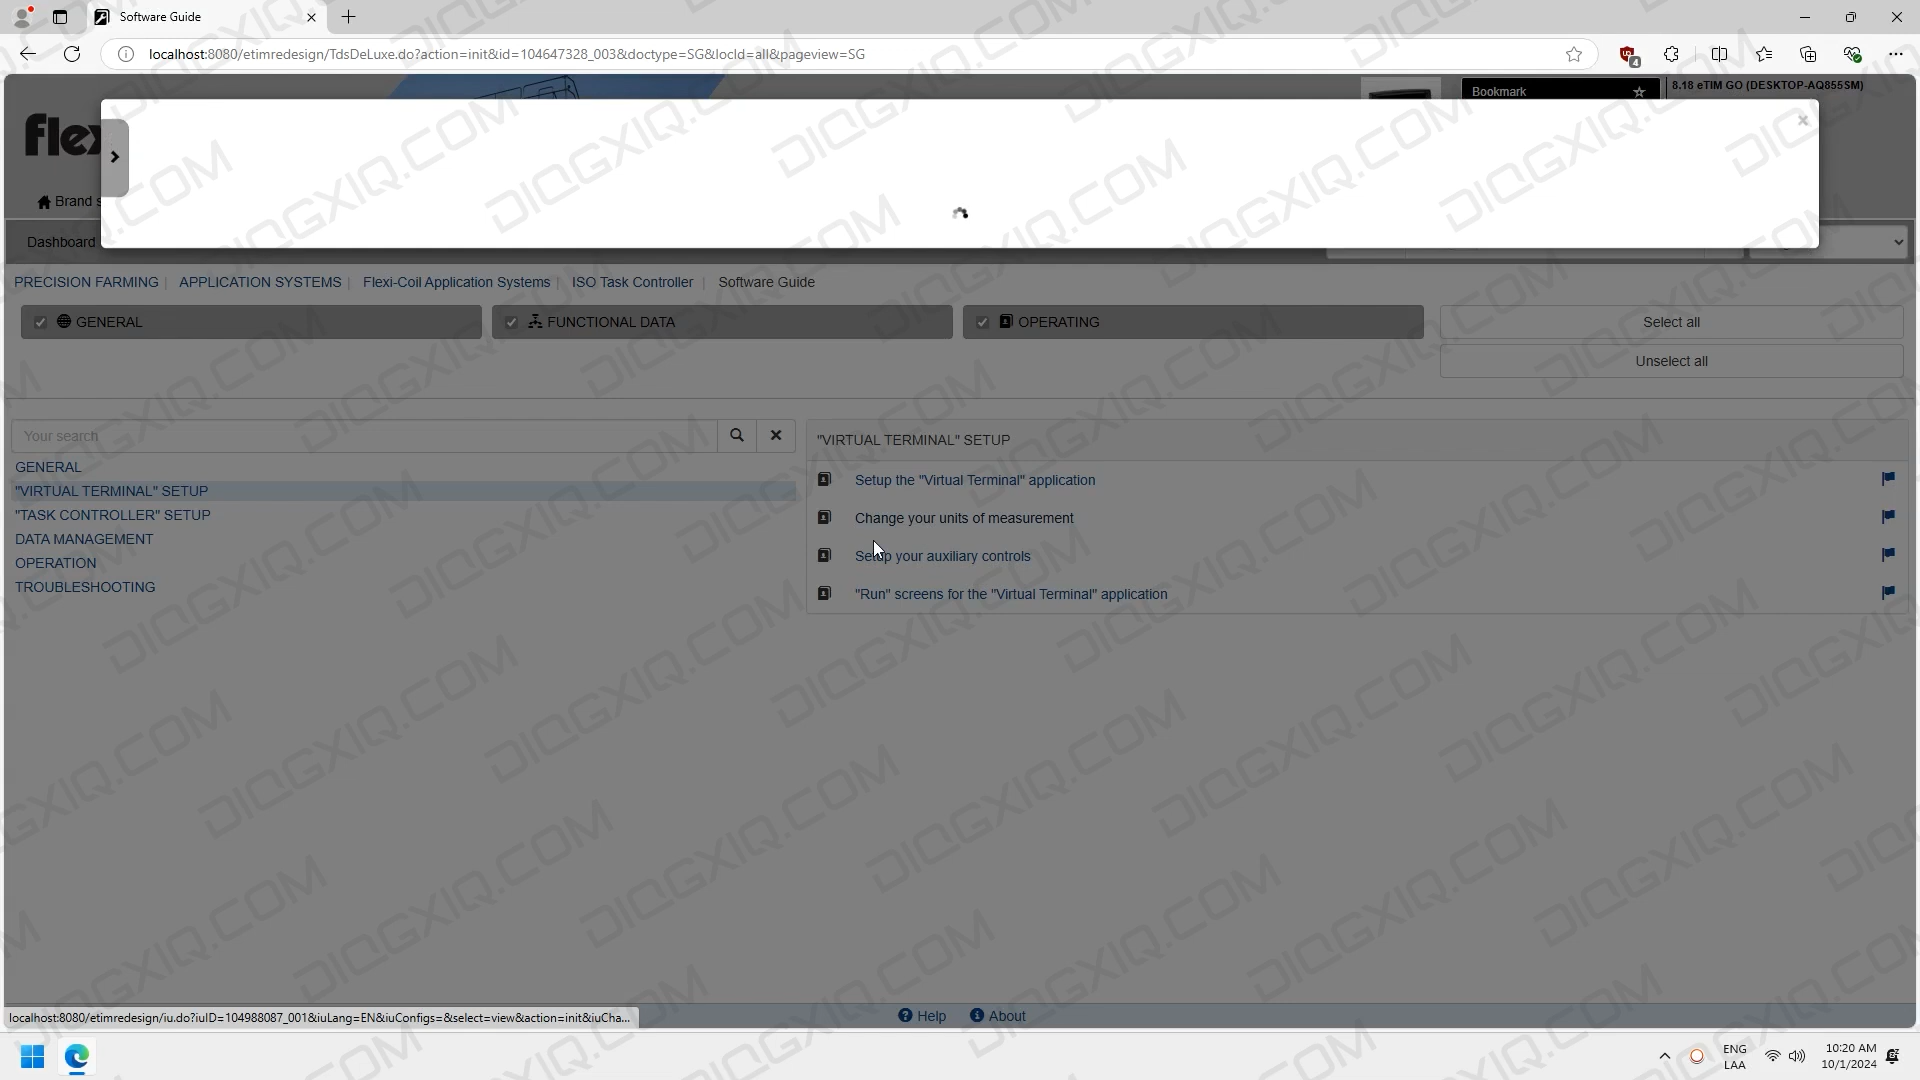 Software Guide
localhost:8080/etimredesign/TdsDeLuxe.do?action=init&id=104647328_003&doctype=SG&locId=all&pageview=SG
4
Bookmark
8.18 eTIM GO (DESKTOP-AQ855SM)
flex
Brand s
Dashboard
PRECISION FARMING | APPLICATION SYSTEMS | Flexi-Coil Application Systems | ISO Task Controller | Software Guide
GENERAL
FUNCTIONAL DATA
OPERATING
Select all
Unselect all
Your search
GENERAL
"VIRTUAL TERMINAL" SETUP
"TASK CONTROLLER" SETUP
DATA MANAGEMENT
OPERATION
TROUBLESHOOTING
"VIRTUAL TERMINAL" SETUP
Setup the "Virtual Terminal" application
Change your units of measurement
Setup your auxiliary controls
"Run" screens for the "Virtual Terminal" application
localhost:8080/etimredesign/iu.do?iuID=104988087_001&iuLang=EN&iuConfigs=&select=view&action=init&iuCha...
Help
About
ENG
LAA
10:20 AM
10/1/2024
DIAGXIQ.COM